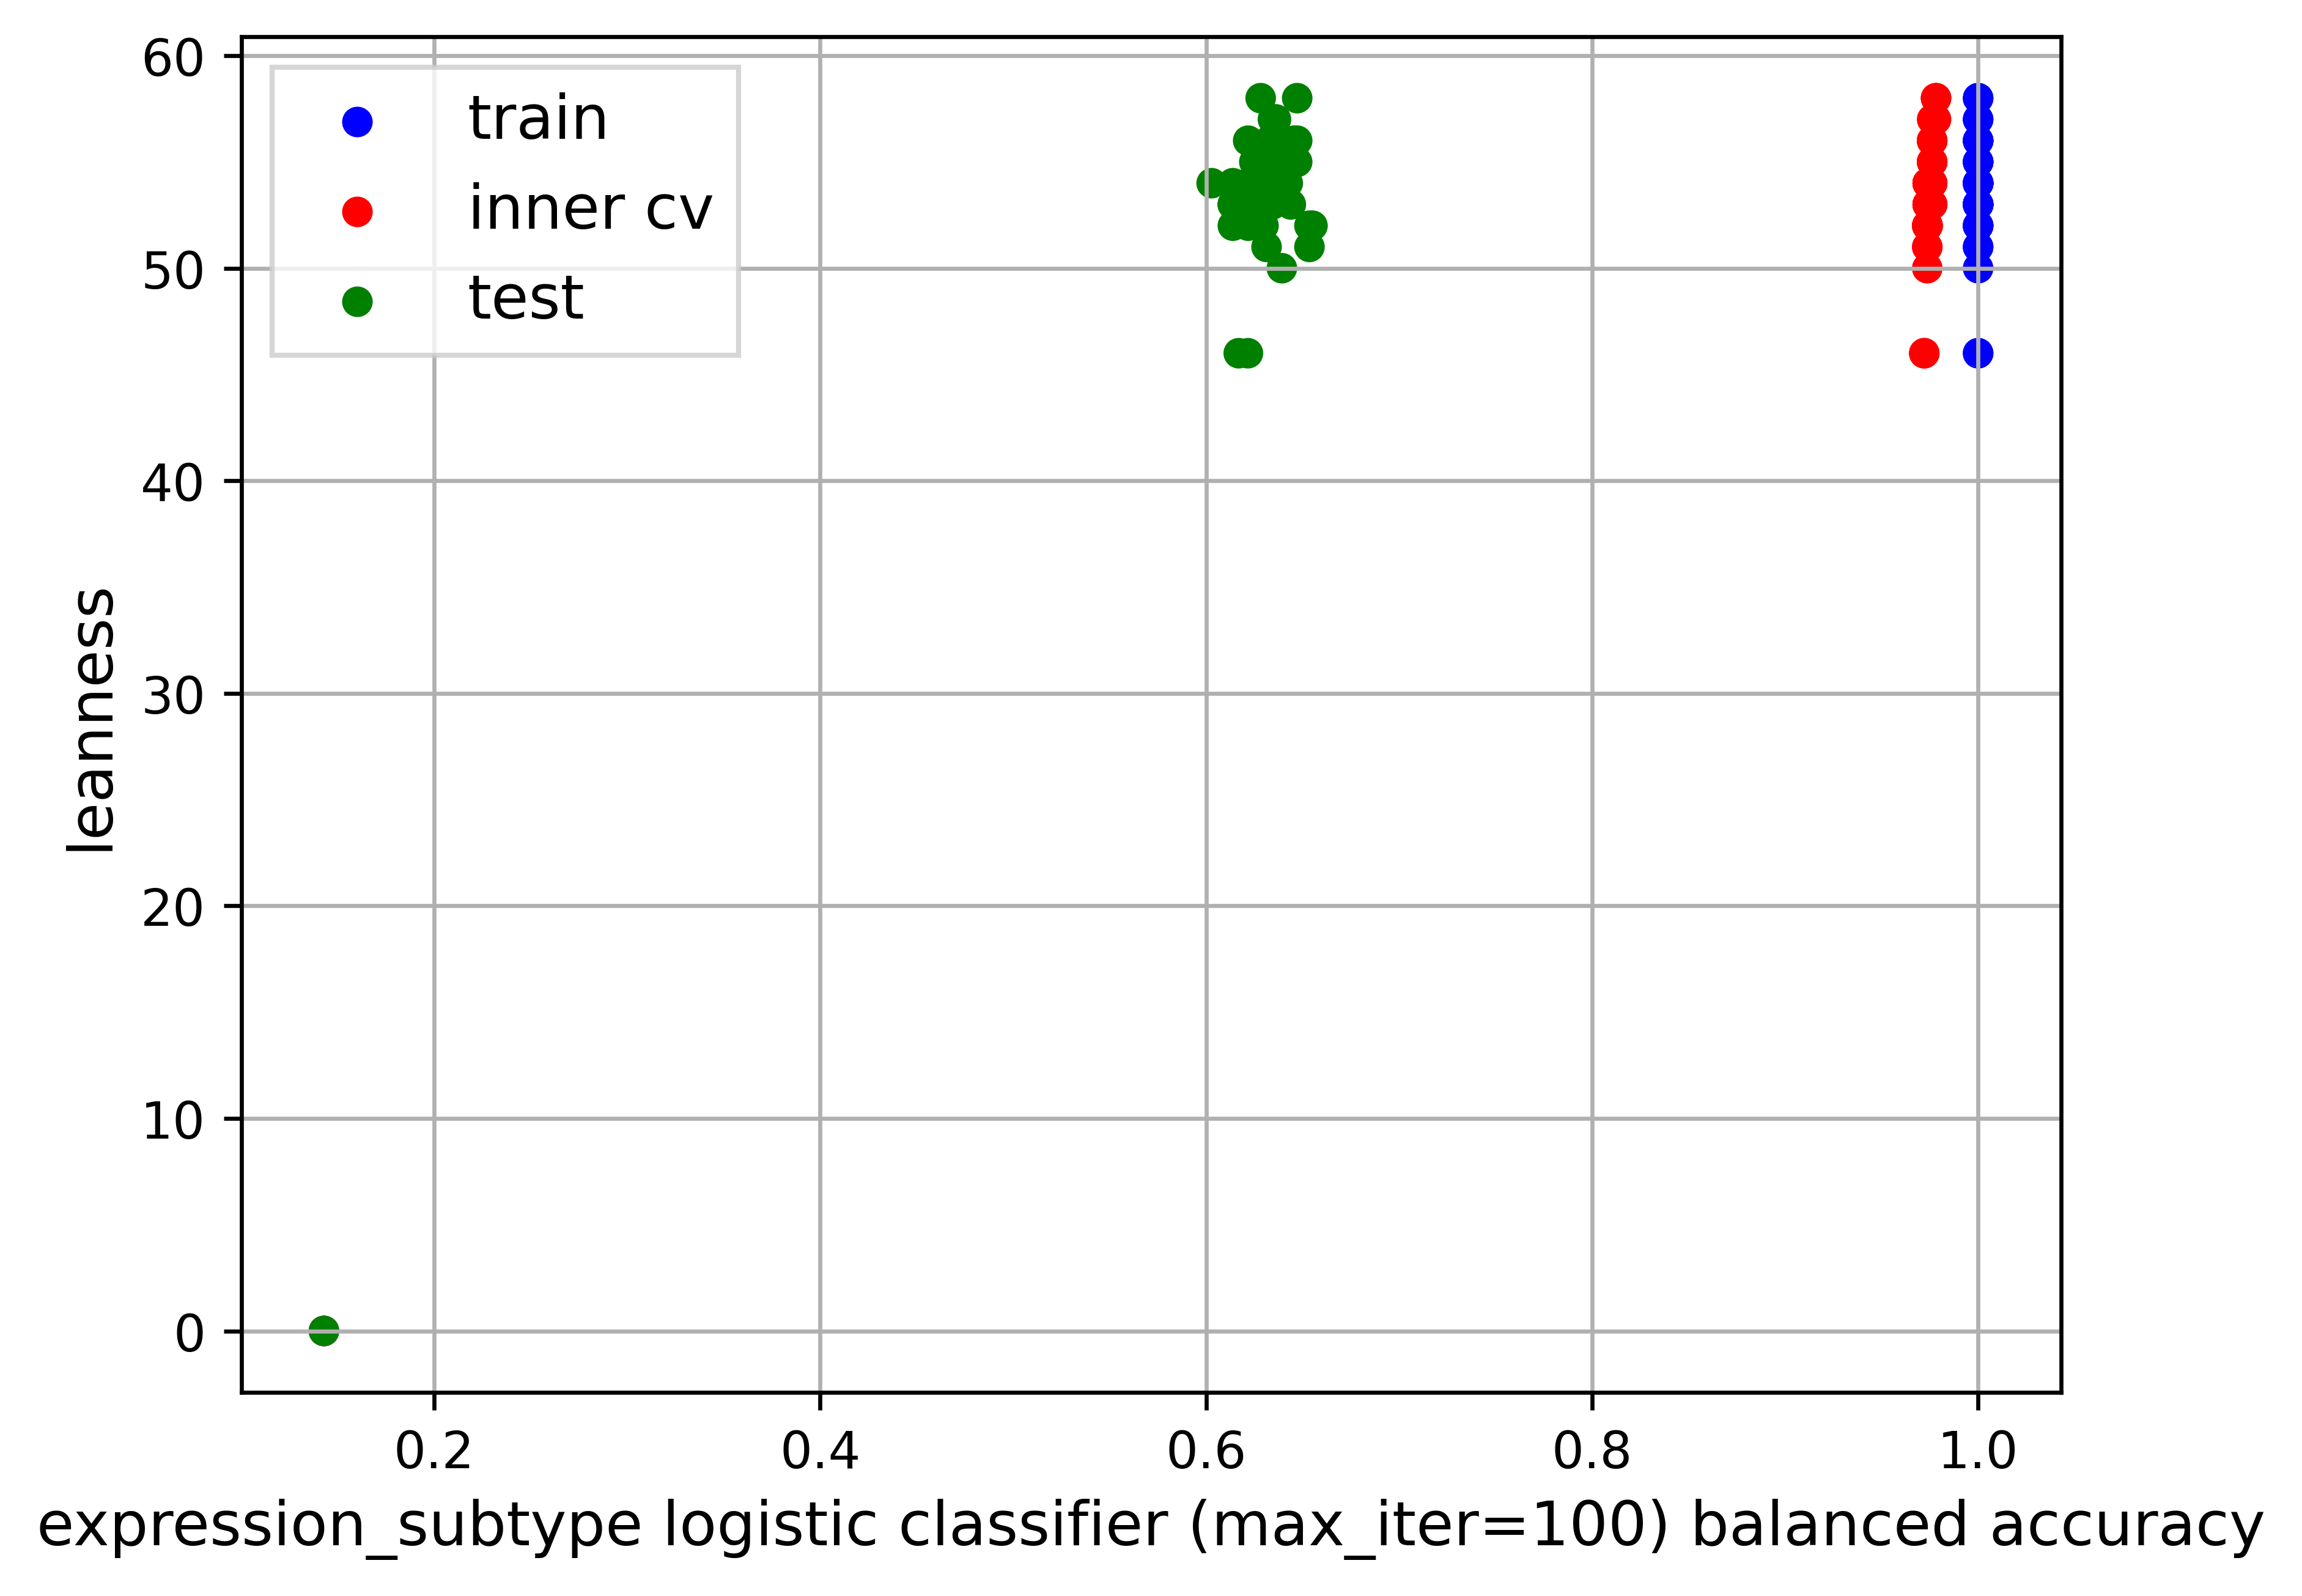 60
50
40
30
20
10
0
leanness
train
inner cv
test
0.2 0.4 0.6 0.8 1.0
expression_subtype logistic classifier (max_iter=100) balanced accuracy